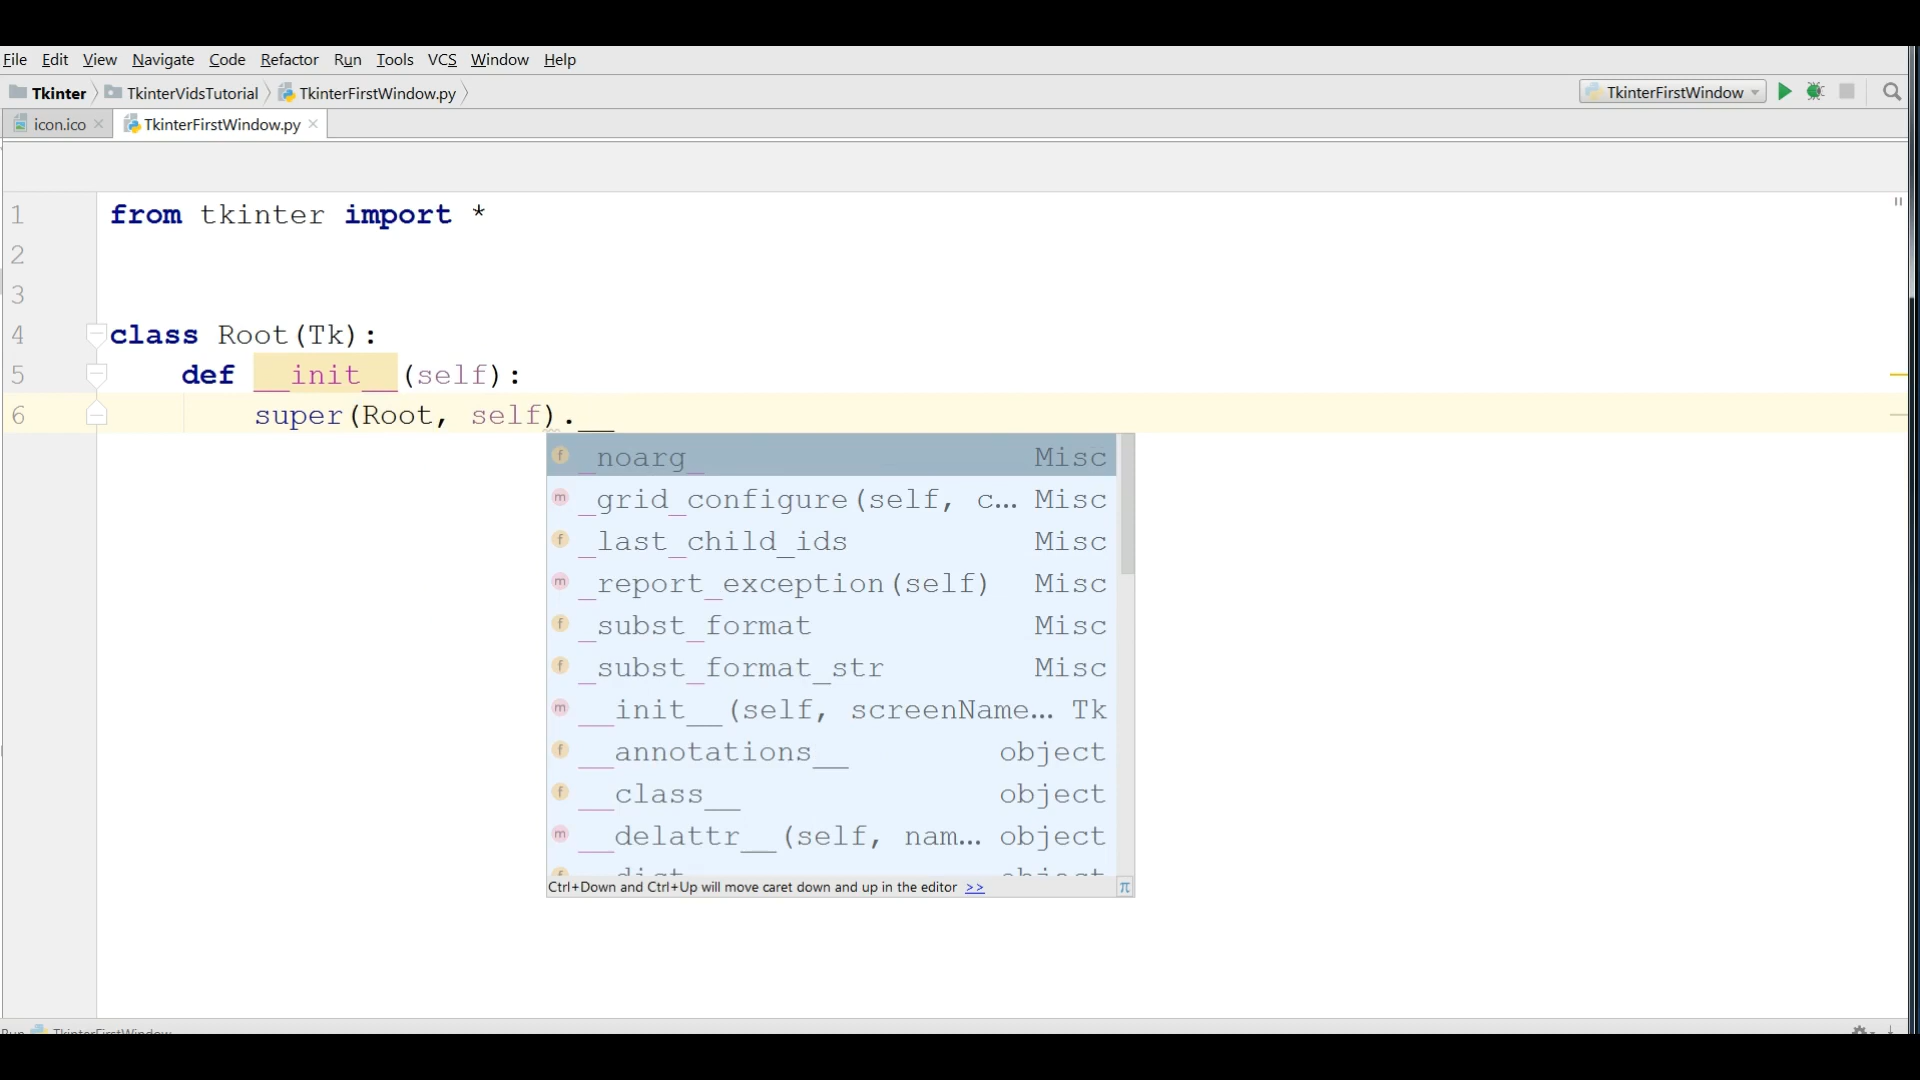 File Edit View Navigate Code Refactor Run Tools VCS Window Help
Tkinter TkinterVidsTutorial TkinterFirstWindow.py TkinterFirstWindow
icon.ico TkinterFirstWindow.py
1 from tkinter import *
2
3
4 class Root(Tk):
5 def __init__(self):
6 super(Root, self).__
f _noarg_ Misc
m _grid_configure(self, c... Misc
f _last_child_ids Misc
m _report_exception(self) Misc
f _subst_format Misc
f _subst_format_str Misc
m __init__(self, screenName... Tk
f __annotations__ object
f __class__ object
m __delattr__(self, nam... object
Ctrl+Down and Ctrl+Up will move caret down and up in the editor >> π